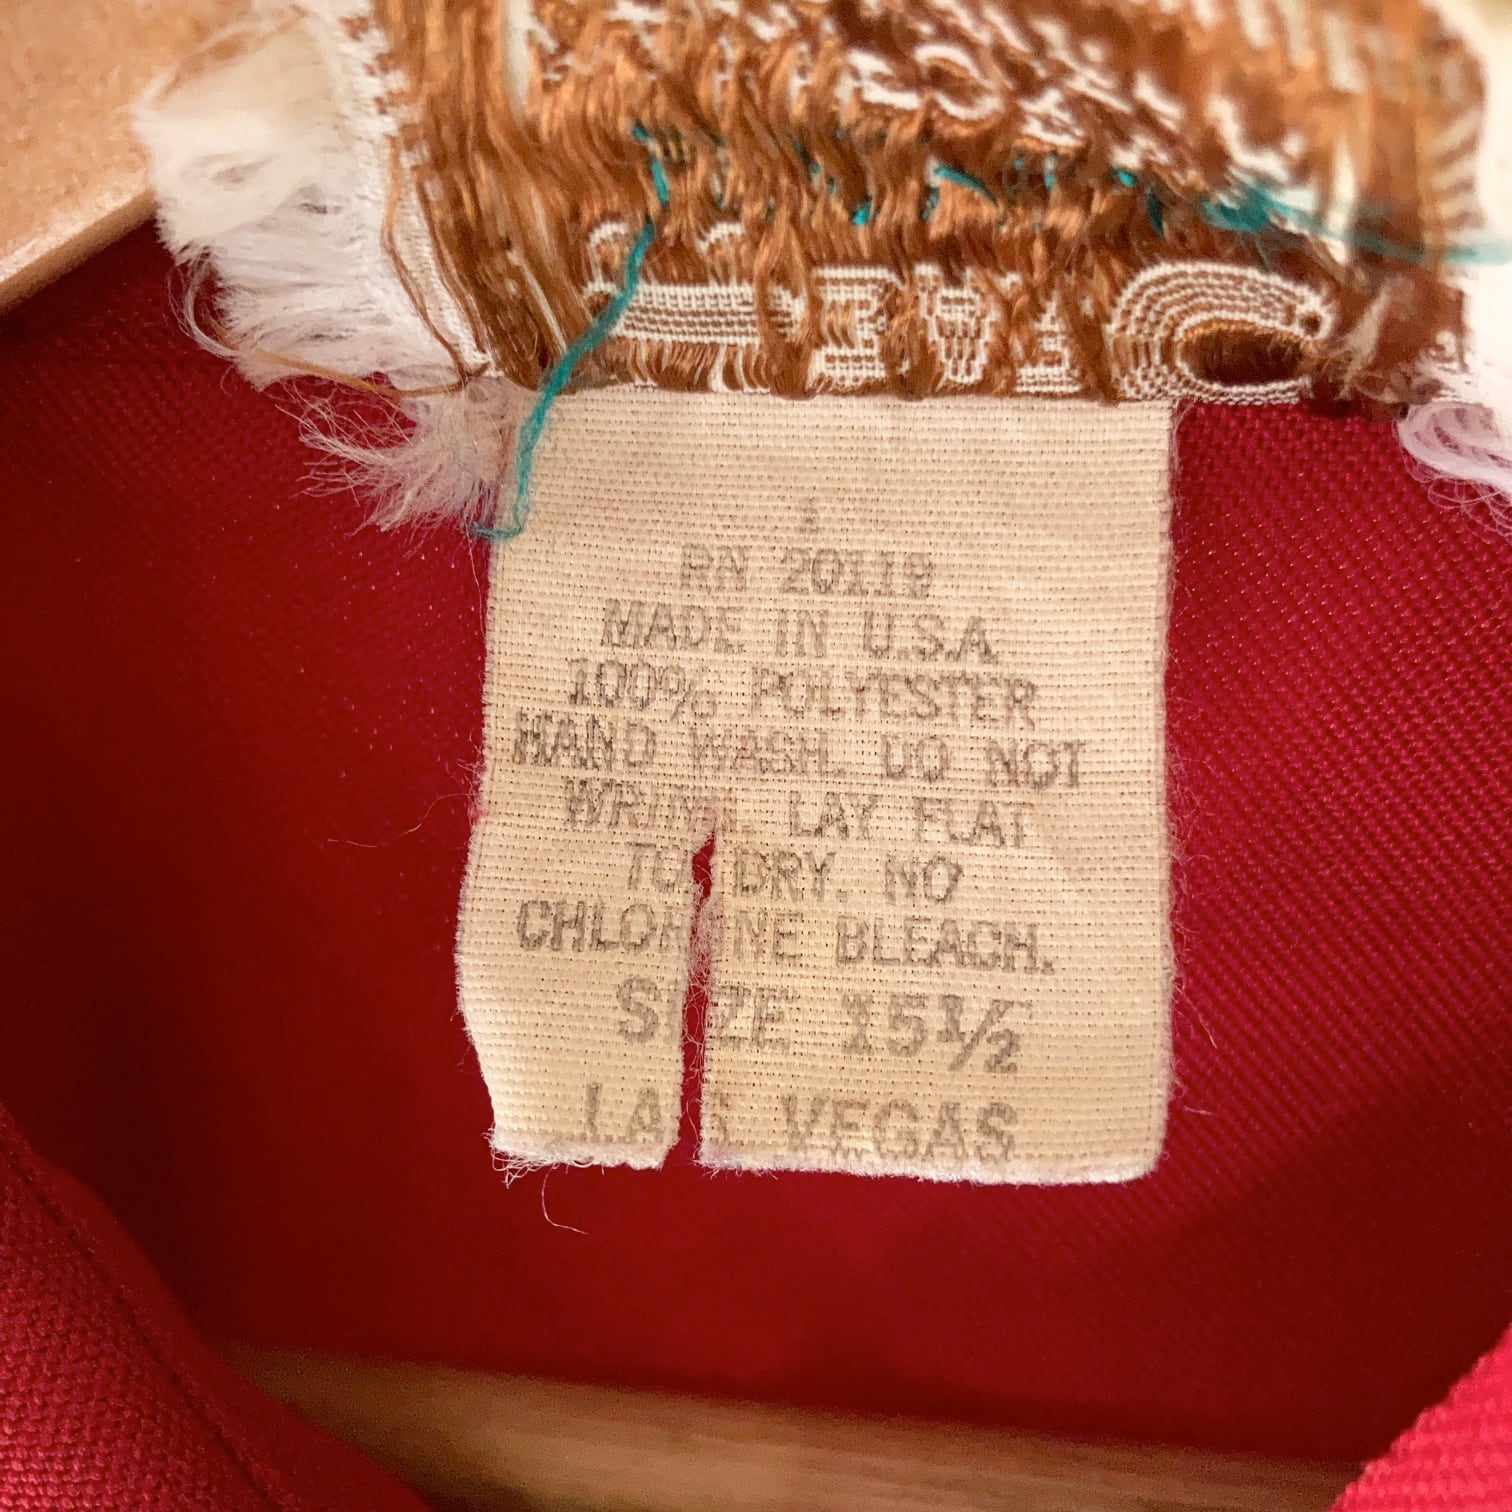 RN 20119
MADE IN U.S.A.
100% POLYESTER
HAND WASH. DO NOT
LAY FLAT
TO DRY. NO
CHLORINE BLEACH.
SIZE 15½
LAS VEGAS